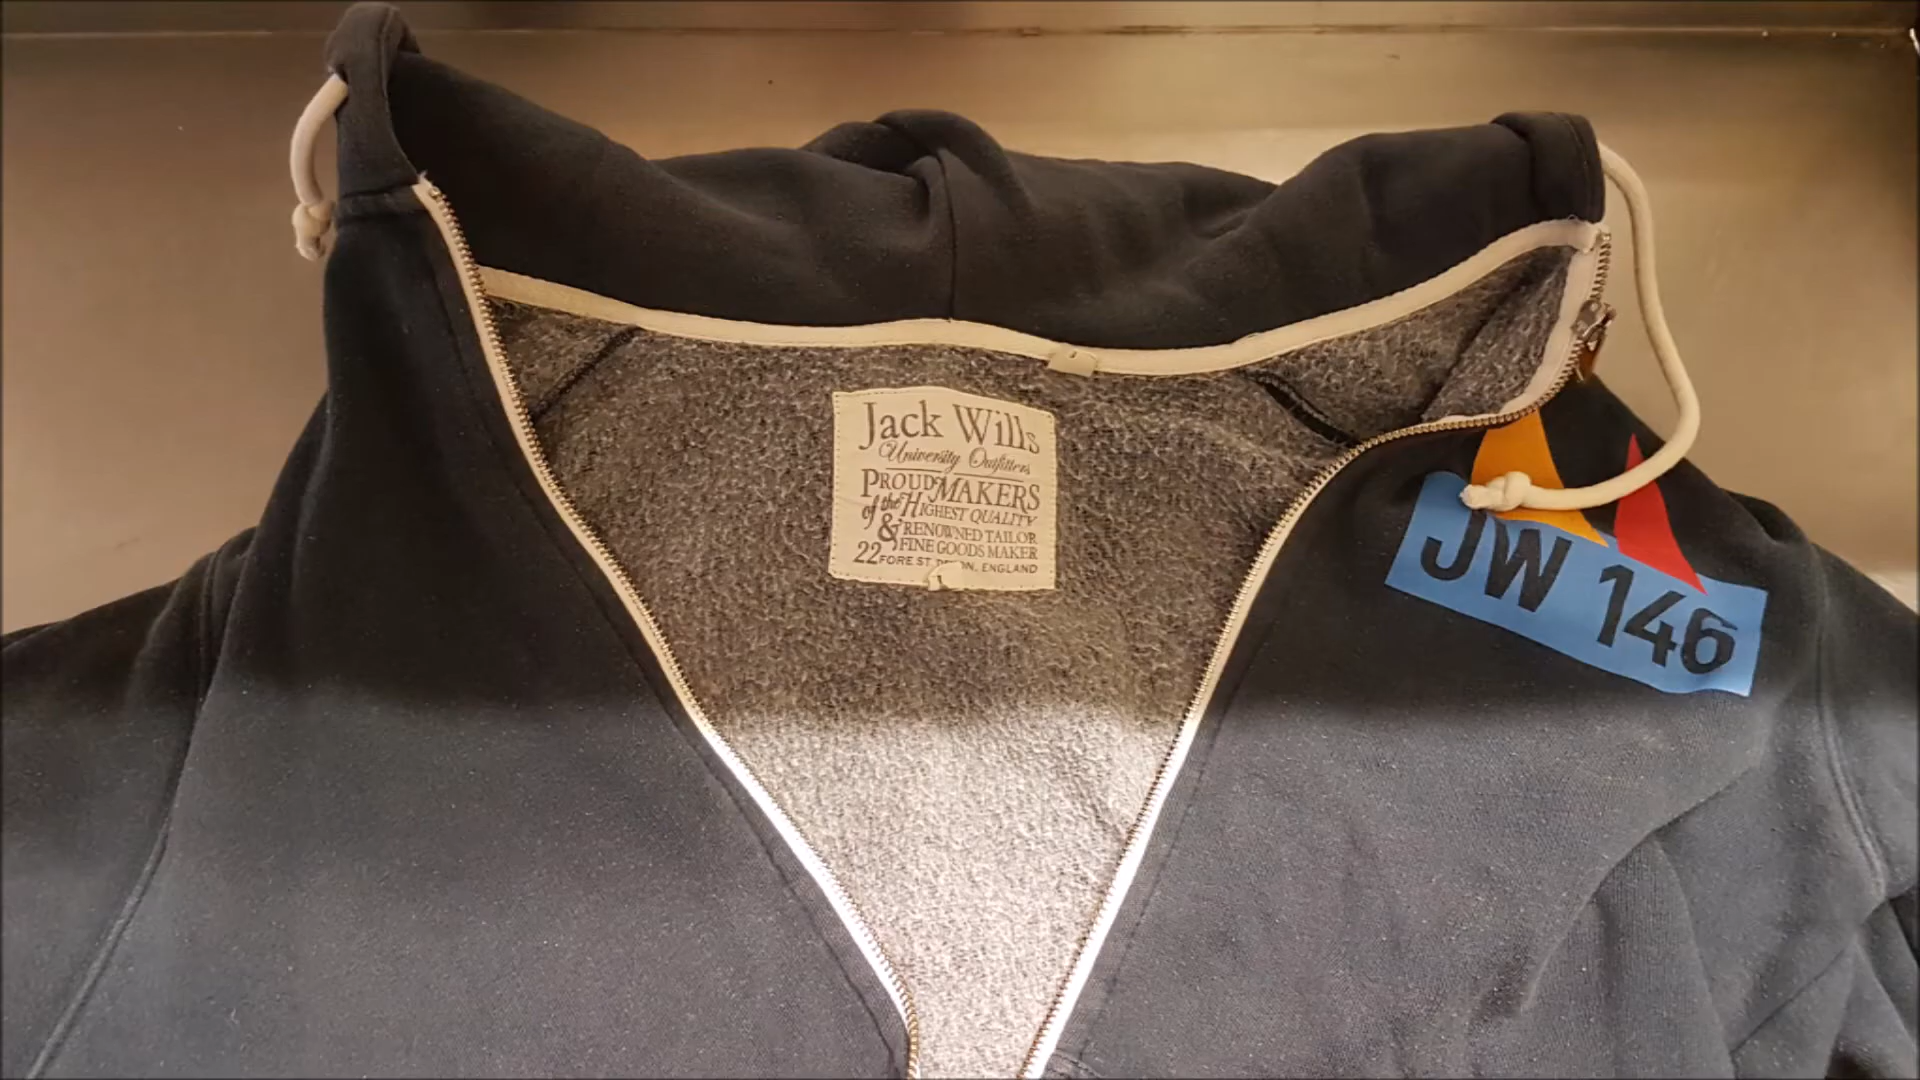 Jack Wills
University Outfitters
PROUD MAKERS
of the HIGHEST QUALITY
& RENOWNED TAILOR
FINE GOODS MAKER
22 FORE ST, ENGLAND
JW 146